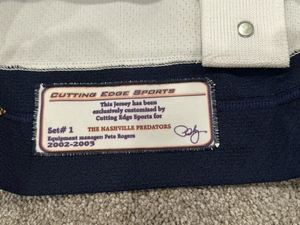 CUTTING EDGE SPORTS
This Jersey has been
exclusively customized by
Cutting Edge Sports for
Set# 1 THE NASHVILLE PREDATORS
Equipment manager: Pete Rogers
2002-2003